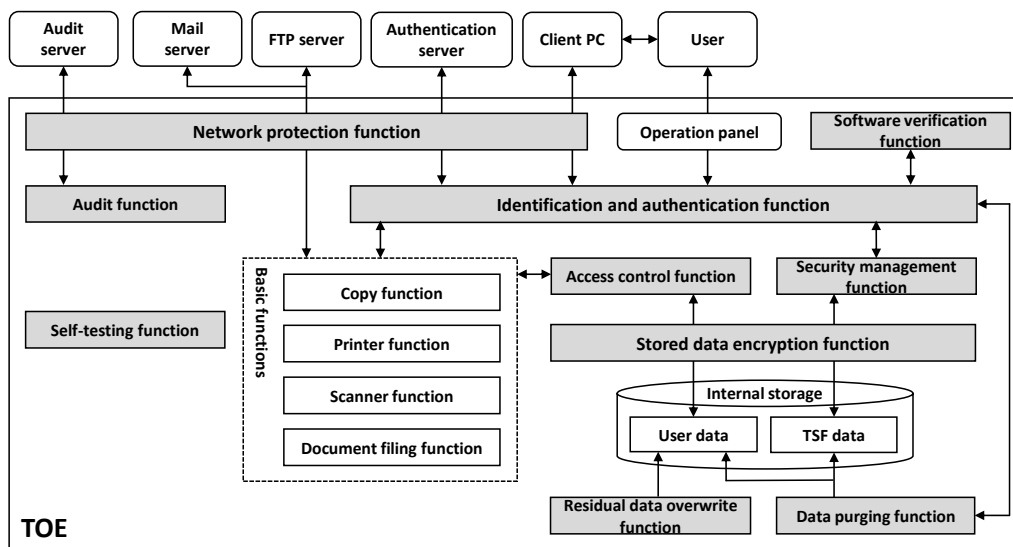 Audit
server
Mail
server
FTP server
Authentication
server
Client PC
User
Network protection function
Operation panel
Software verification
function
Audit function
Identification and authentication function
Basic functions
Copy function
Access control function
Security management
function
Self-testing function
Printer function
Stored data encryption function
Scanner function
Internal storage
Document filing function
User data
TSF data
Residual data overwrite
function
Data purging function
TOE